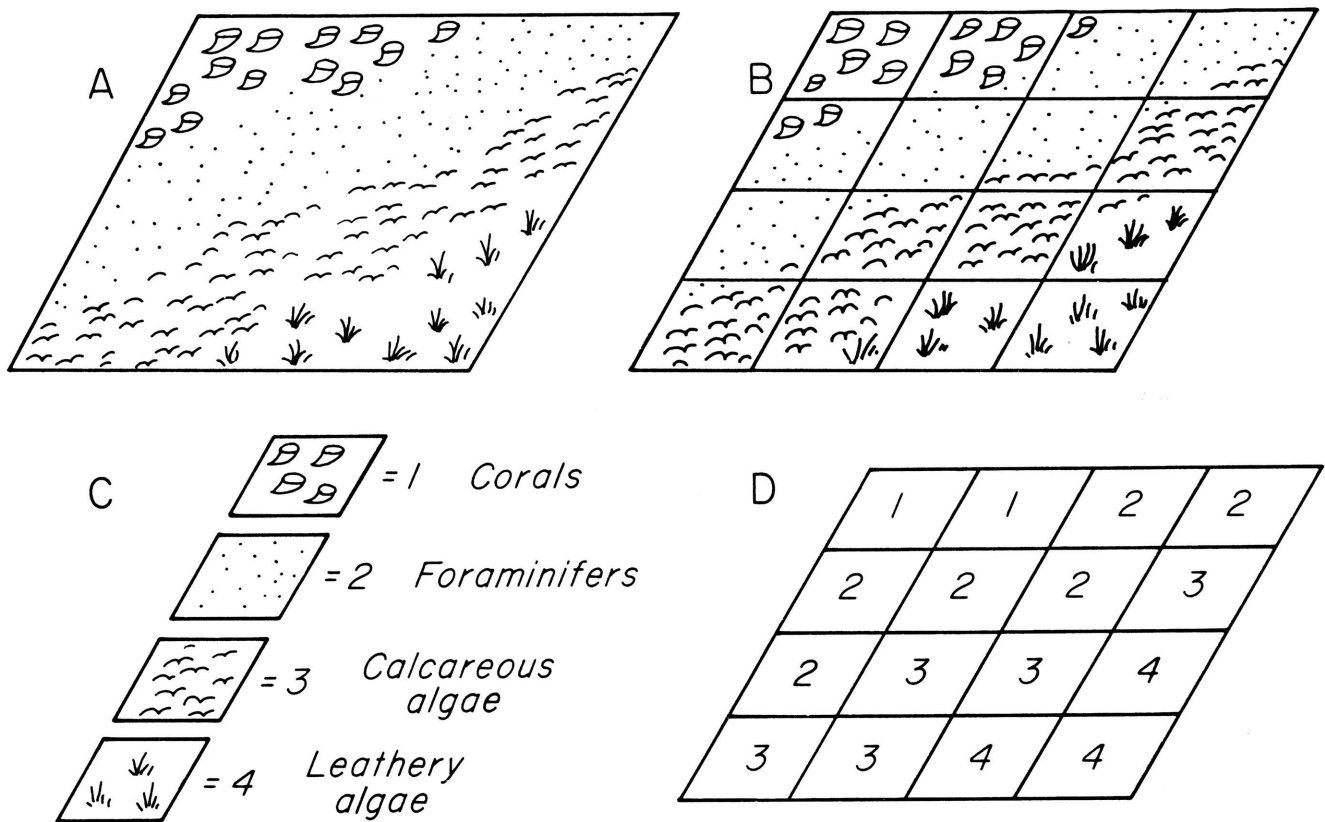 A
B
C
= 1 Corals
= 2 Foraminifers
= 3 Calcareous
algae
= 4 Leathery
algae
D
1 1 2 2
2 2 2 3
2 3 3 4
3 3 4 4